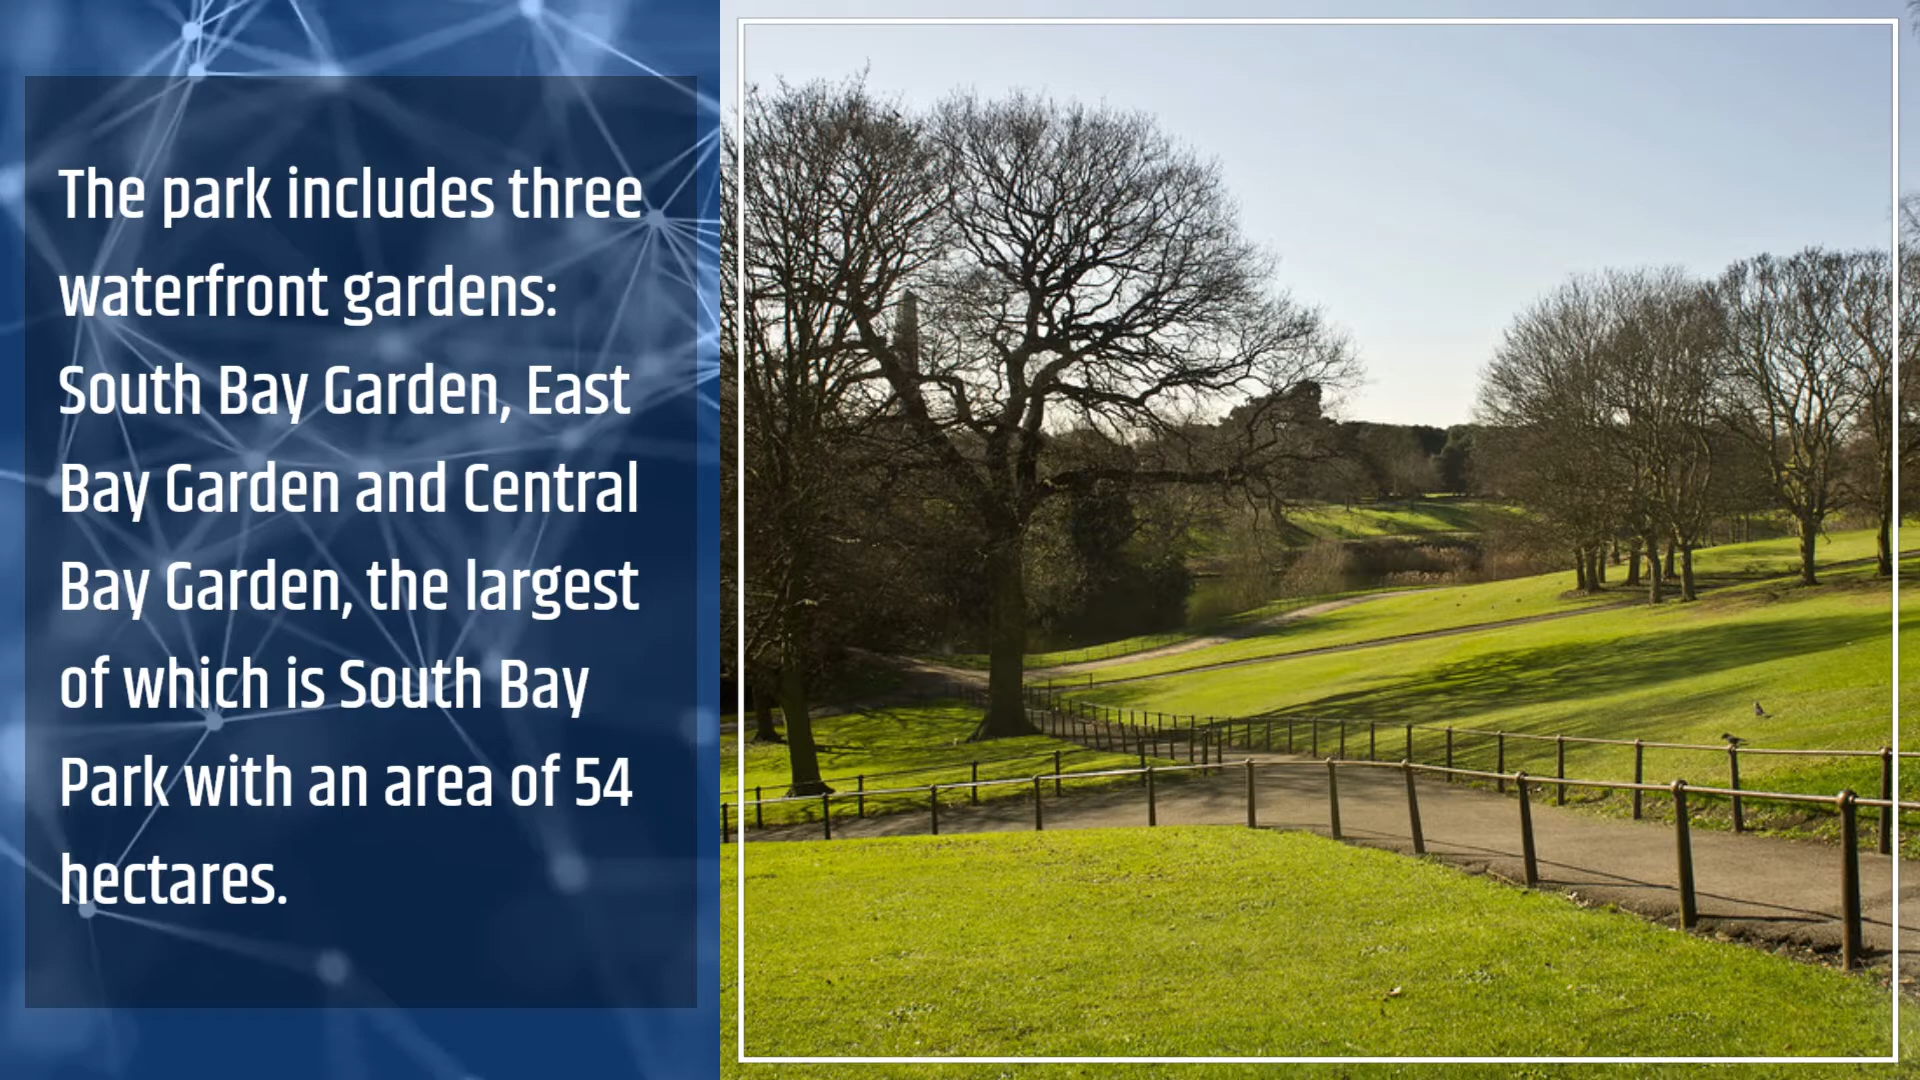 The park includes three
waterfront gardens:
South Bay Garden, East
Bay Garden and Central
Bay Garden, the largest
of which is South Bay
Park with an area of 54
hectares.